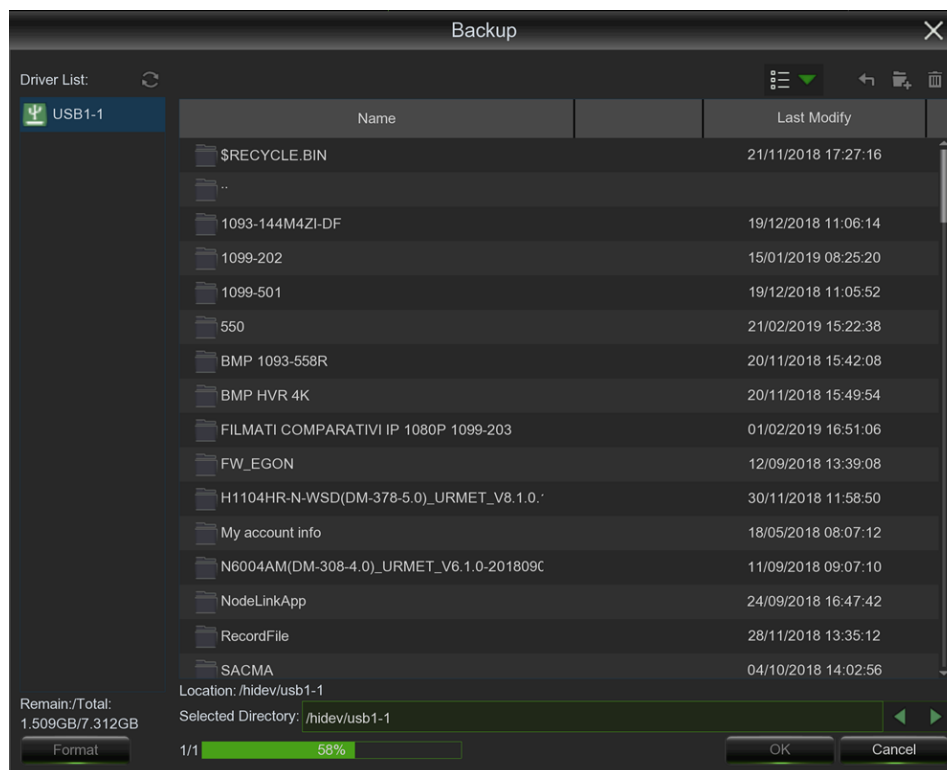 Backup
Driver List:
USB1-1
Name Last Modify
$RECYCLE.BIN 21/11/2018 17:27:16
..
1093-144M4ZI-DF 19/12/2018 11:06:14
1099-202 15/01/2019 08:25:20
1099-501 19/12/2018 11:05:52
550 21/02/2019 15:22:38
BMP 1093-558R 20/11/2018 15:42:08
BMP HVR 4K 20/11/2018 15:49:54
FILMATI COMPARATIVI IP 1080P 1099-203 01/02/2019 16:51:06
FW_EGON 12/09/2018 13:39:08
H1104HR-N-WSD(DM-378-5.0)_URMET_V8.1.0. 30/11/2018 11:58:50
My account info 18/05/2018 08:07:12
N6004AM(DM-308-4.0)_URMET_V6.1.0-201809 11/09/2018 09:07:10
NodeLinkApp 24/09/2018 16:47:42
RecordFile 28/11/2018 13:35:12
SACMA 04/10/2018 14:02:56
Location: /hidev/usb1-1
Remain:/Total:
1.509GB/7.312GB
Selected Directory: /hidev/usb1-1
Format
1/1 58%
OK Cancel